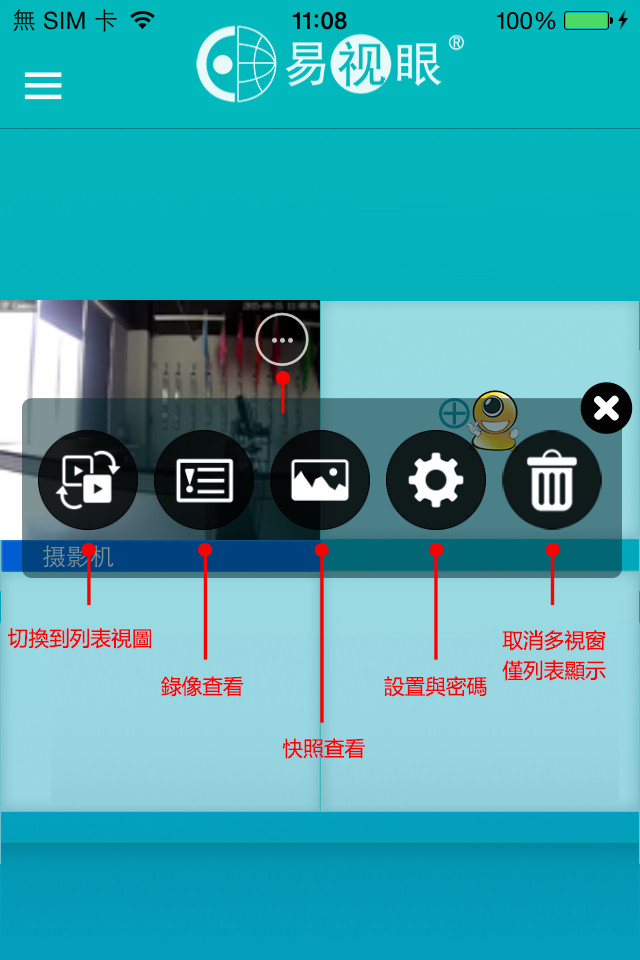 無 SIM 卡
11:08
100%
易视眼®
摄影机
切換到列表視圖
錄像查看
快照查看
設置與密碼
取消多視窗
僅列表顯示